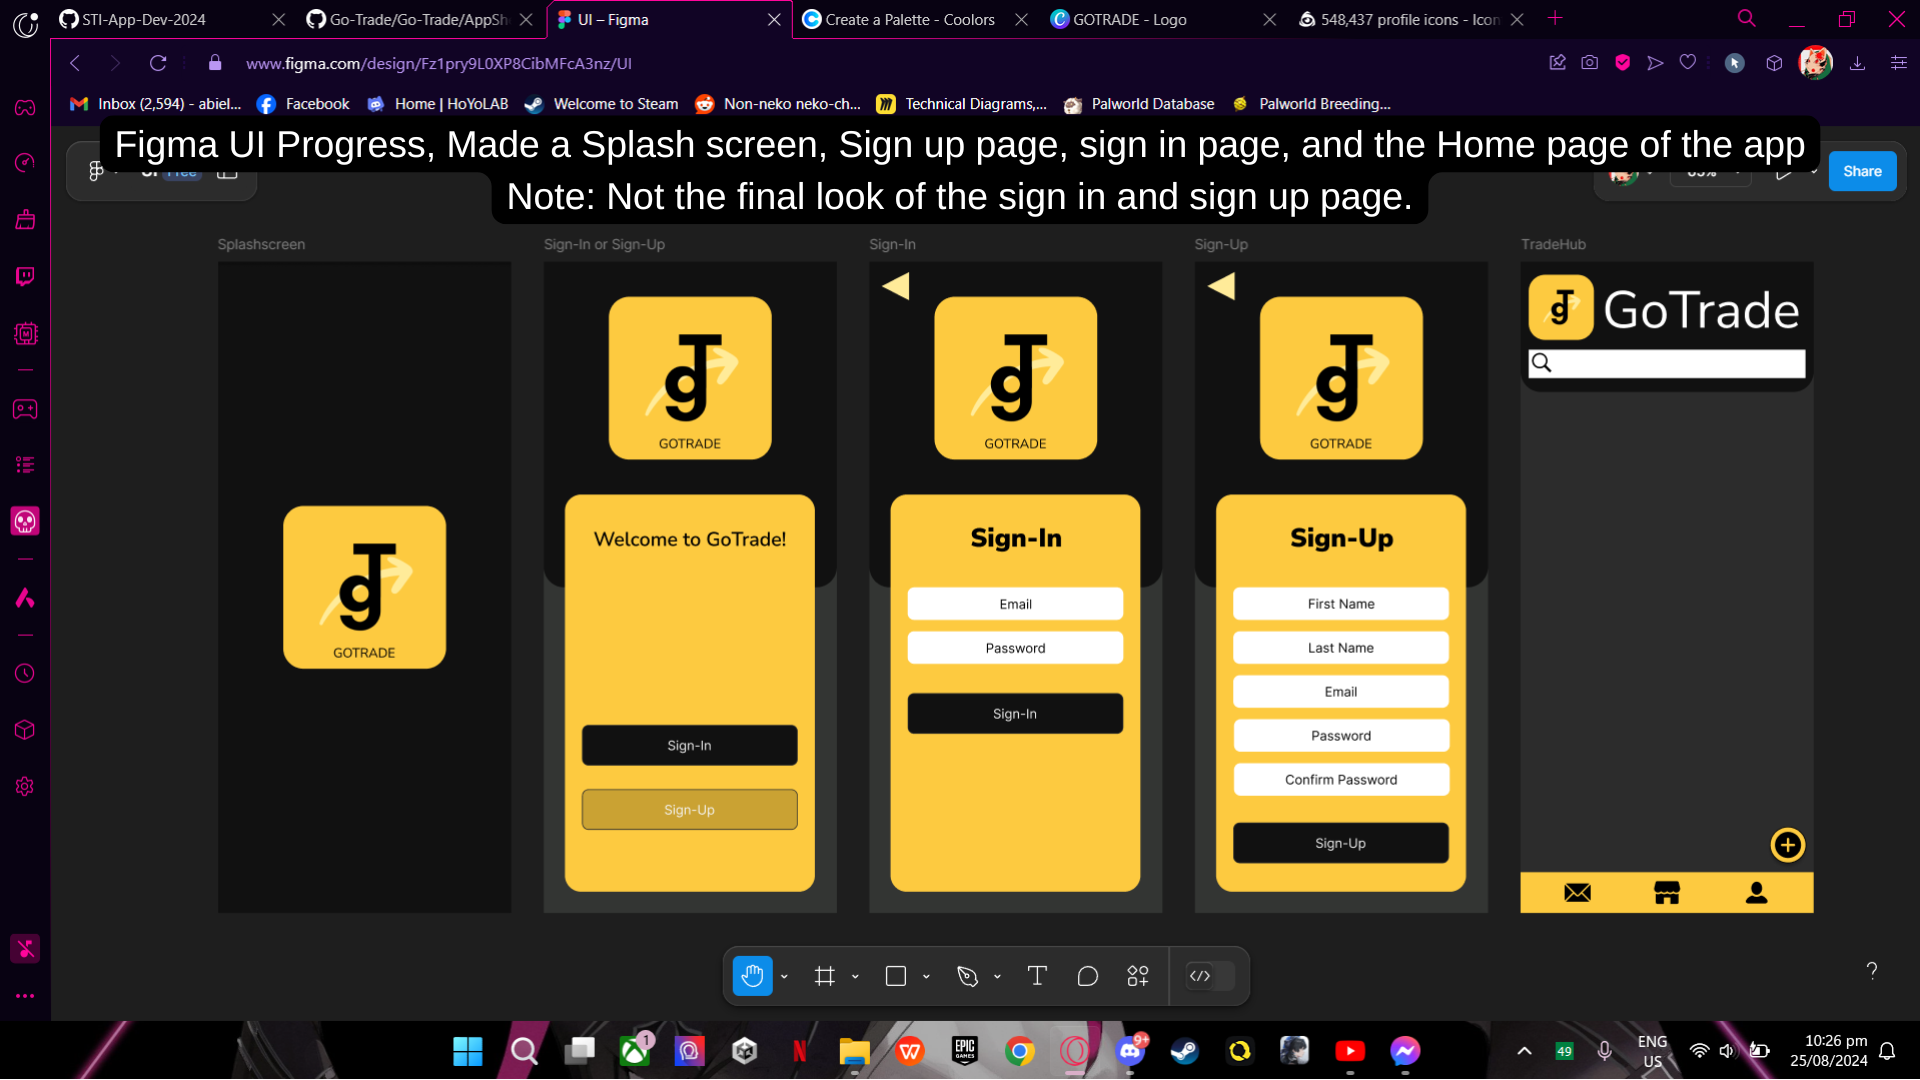 STI-App-Dev-2024
Go-Trade/Go-Trade/AppSh
UI – Figma
Create a Palette - Coolors
GOTRADE - Logo
548,437 profile icons - Icon
www.figma.com/design/Fz1pry9L0XP8CibMFcA3nz/UI
Inbox (2,594) - abiel...
Facebook
Home | HoYoLAB
Welcome to Steam
Non-neko neko-ch...
Technical Diagrams,...
Palworld Database
Palworld Breeding...
Figma UI Progress, Made a Splash screen, Sign up page, sign in page, and the Home page of the app
Note: Not the final look of the sign in and sign up page.
Free
Share
Splashscreen
Sign-In or Sign-Up
Sign-In
Sign-Up
TradeHub
GOTRADE
GOTRADE
Welcome to GoTrade!
Sign-In
Sign-Up
GOTRADE
Sign-In
Email
Password
Sign-In
GOTRADE
Sign-Up
First Name
Last Name
Email
Password
Confirm Password
Sign-Up
GoTrade
1
EPIC
GAMES
9+
49
ENG
US
10:26 pm
25/08/2024